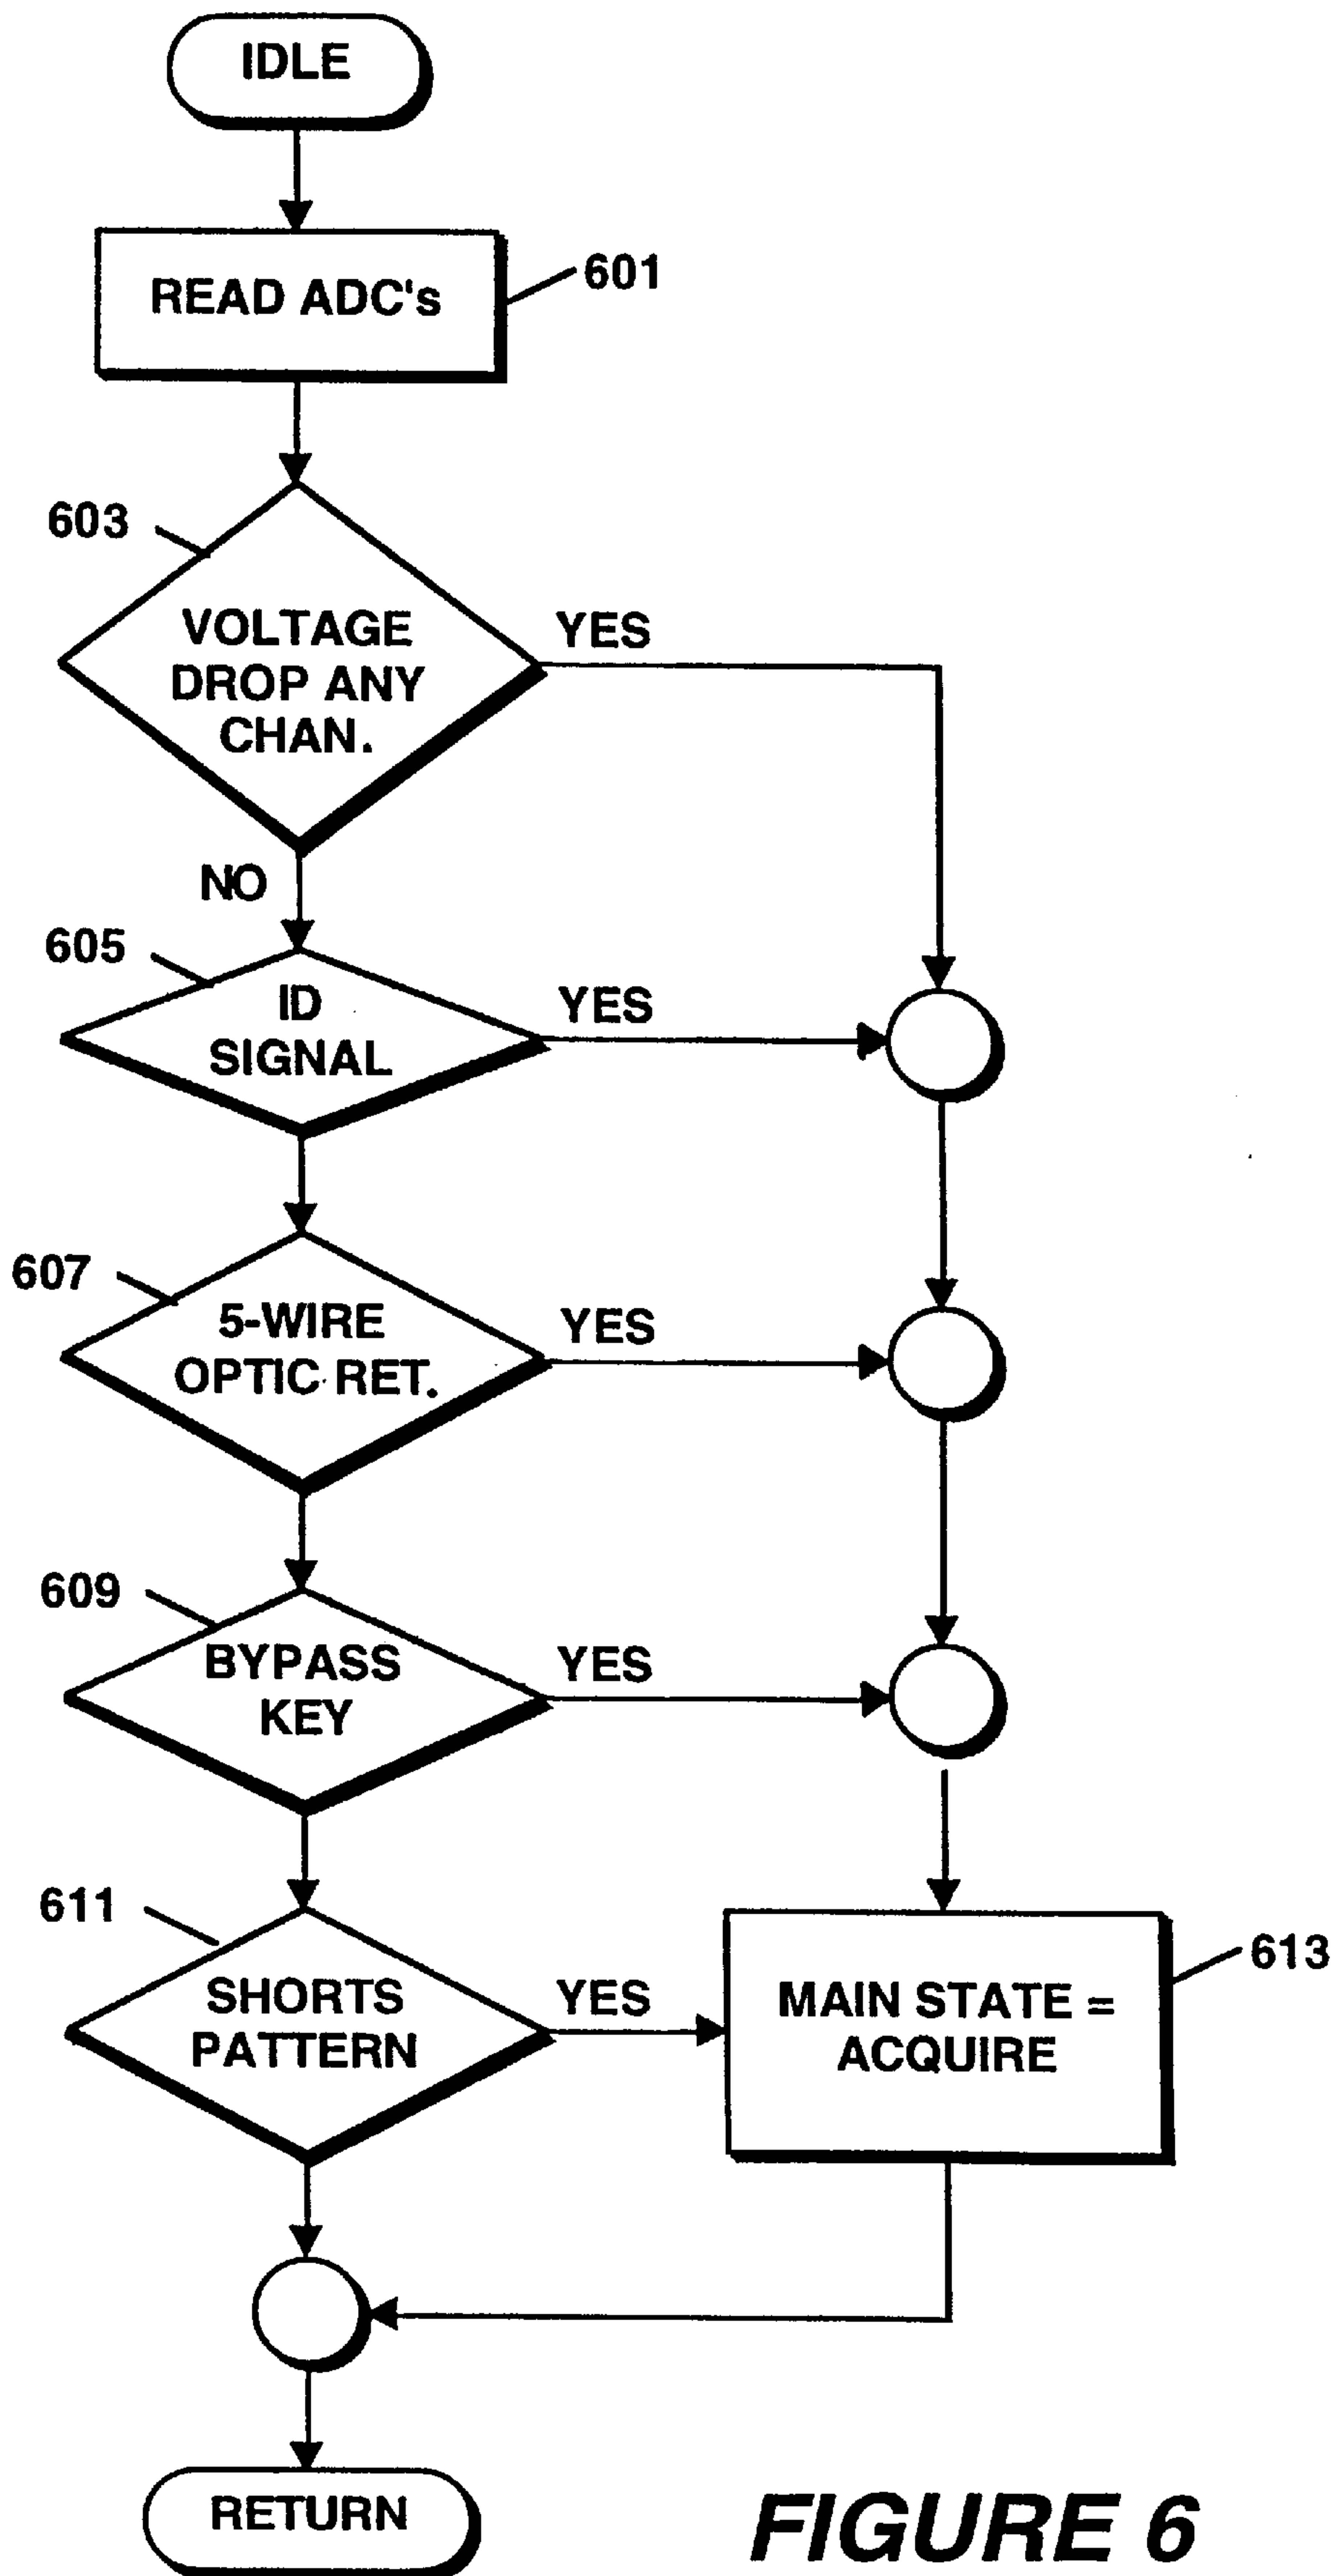 IDLE
READ ADC's
601
603
VOLTAGE
DROP ANY
CHAN.
YES
NO
605
ID
SIGNAL
YES
607
5-WIRE
OPTIC RET.
YES
609
BYPASS
KEY
YES
611
SHORTS
PATTERN
YES
MAIN STATE =
ACQUIRE
613
RETURN
FIGURE 6